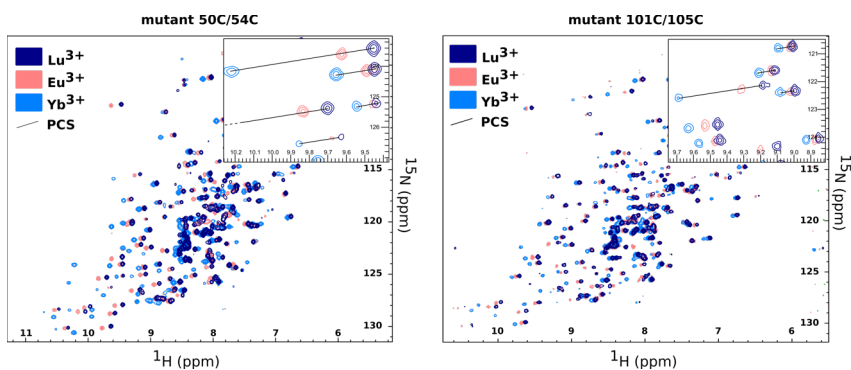 mutant 50C/54C
Lu3+
Eu3+
Yb3+
PCS
125
126
10.2 10.1 10.0 9.9 9.8 9.7 9.6 9.5
115
120
125
130
11 10 9 8 7 6
15N (ppm)
1H (ppm)
mutant 101C/105C
Lu3+
Eu3+
Yb3+
PCS
121
122
123
124
9.7 9.6 9.5 9.4 9.3 9.2 9.1 9.0 8.9
115
120
125
130
10 9 8 7 6
15N (ppm)
1H (ppm)